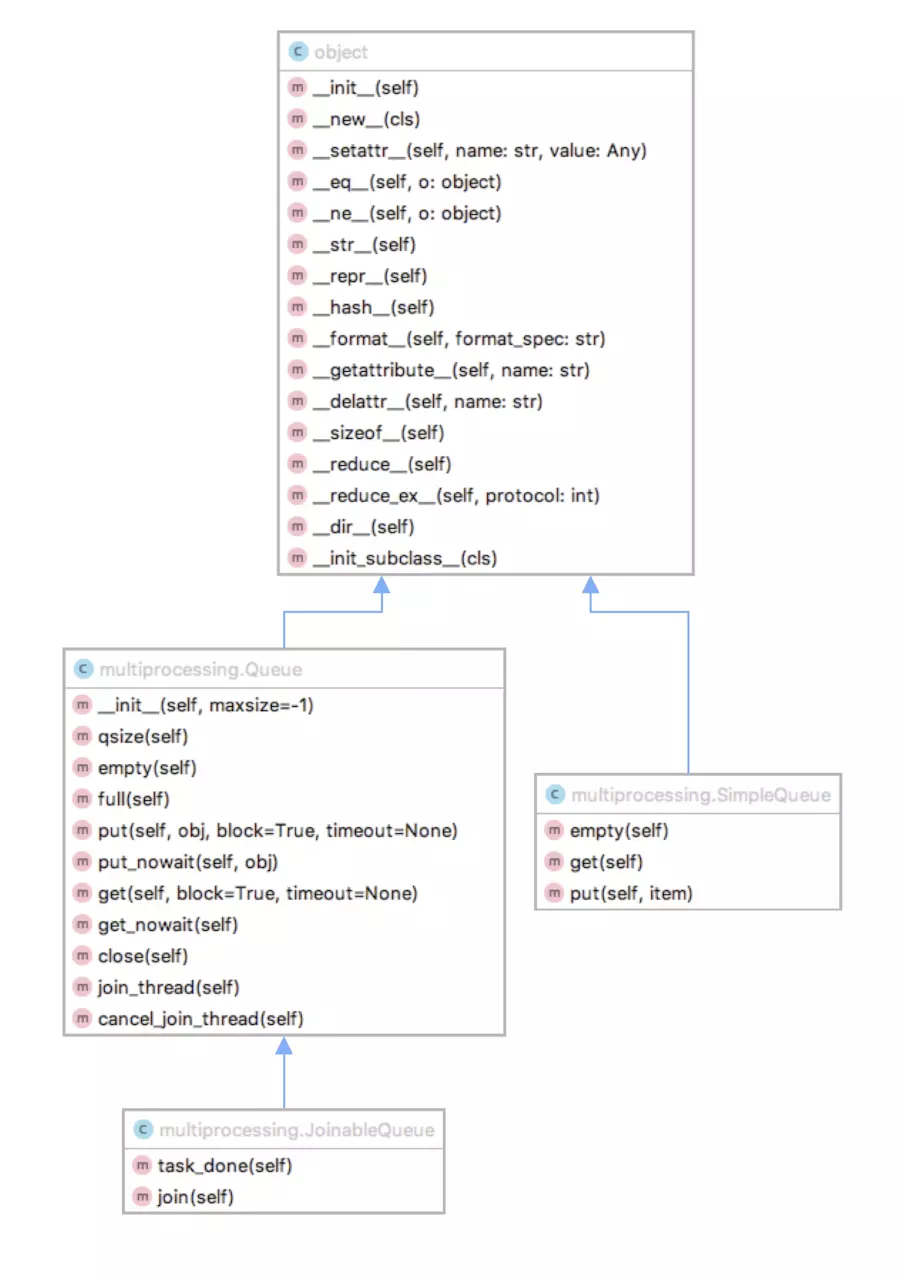 C object
m __init__(self)
m __new__(cls)
m __setattr__(self, name: str, value: Any)
m __eq__(self, o: object)
m __ne__(self, o: object)
m __str__(self)
m __repr__(self)
m __hash__(self)
m __format__(self, format_spec: str)
m __getattribute__(self, name: str)
m __delattr__(self, name: str)
m __sizeof__(self)
m __reduce__(self)
m __reduce_ex__(self, protocol: int)
m __dir__(self)
m __init_subclass__(cls)
C multiprocessing.Queue
m __init__(self, maxsize=-1)
m qsize(self)
m empty(self)
m full(self)
m put(self, obj, block=True, timeout=None)
m put_nowait(self, obj)
m get(self, block=True, timeout=None)
m get_nowait(self)
m close(self)
m join_thread(self)
m cancel_join_thread(self)
C multiprocessing.SimpleQueue
m empty(self)
m get(self)
m put(self, item)
C multiprocessing.JoinableQueue
m task_done(self)
m join(self)